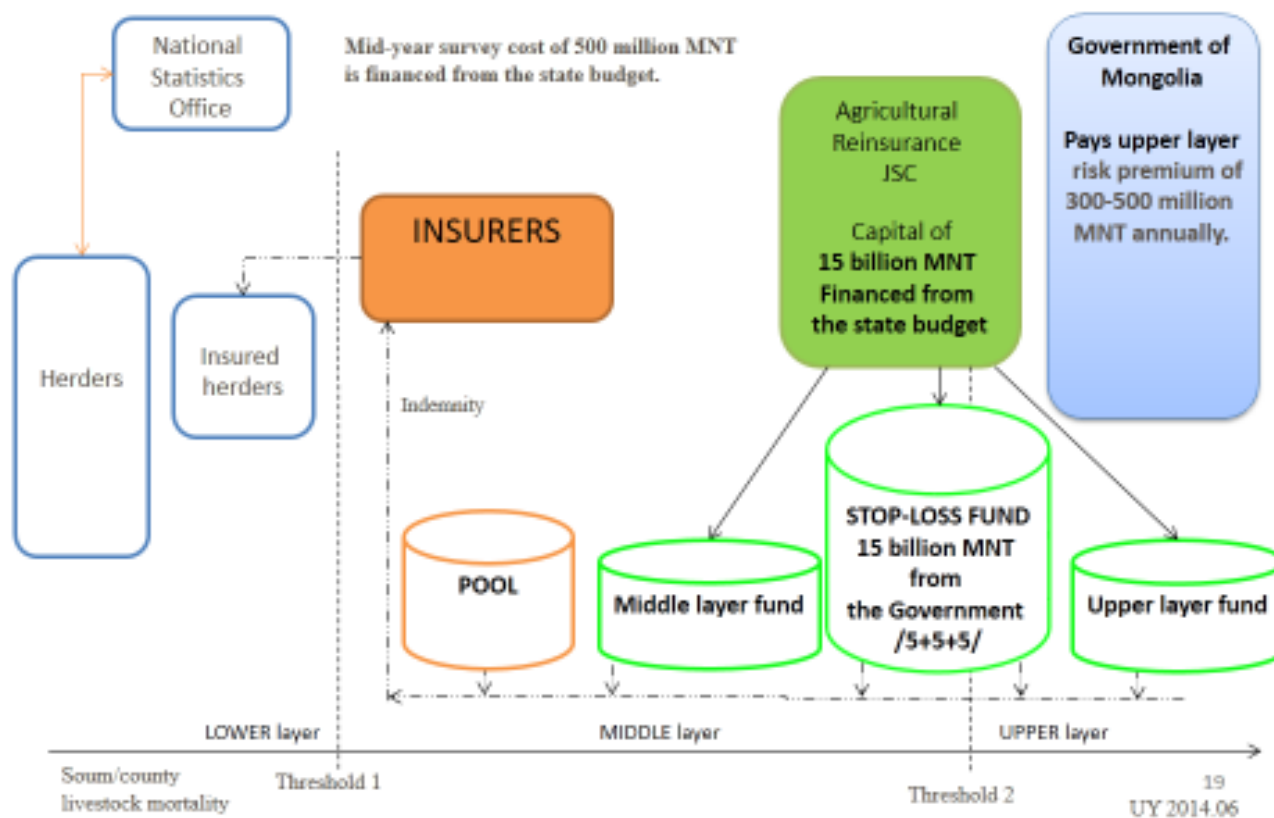 National
Statistics
Office
Mid-year survey cost of 500 million MNT
is financed from the state budget.
Government of
Mongolia
Pays upper layer
risk premium of
300-500 million
MNT annually.
Agricultural
Reinsurance
JSC
Capital of
15 billion MNT
Financed from
the state budget
INSURERS
Herders
Insured
herders
Indemnity
POOL
Middle layer fund
STOP-LOSS FUND
15 billion MNT
from
the Government
/5+5+5/
Upper layer fund
LOWER layer
MIDDLE layer
UPPER layer
Soum/county
livestock mortality
Threshold 1
Threshold 2
19
UY 2014.06